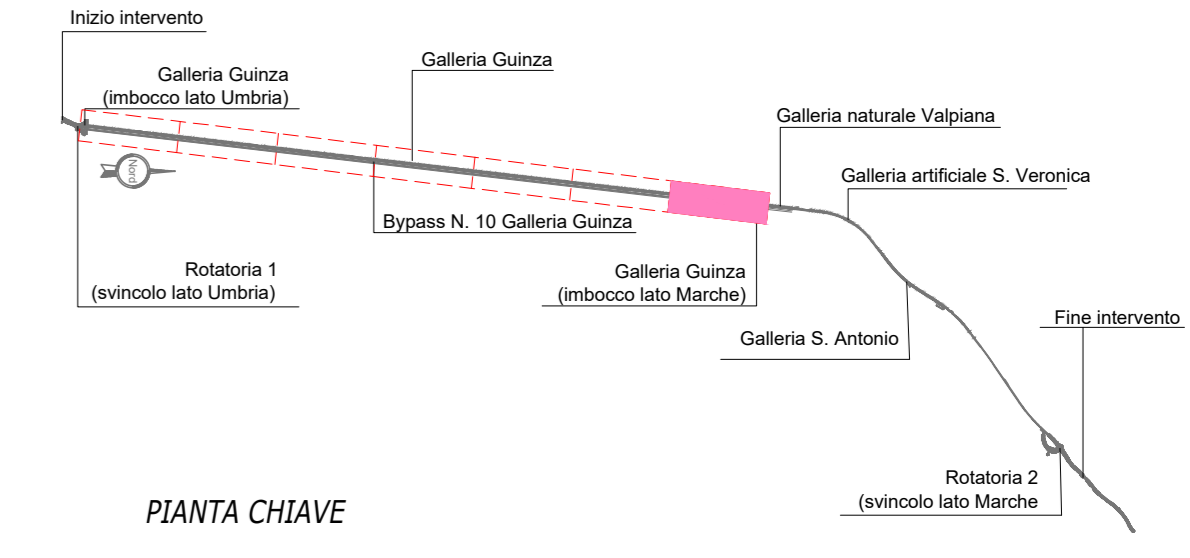 Inizio intervento
Galleria Guinza
(imbocco lato Umbria)
Galleria Guinza
Galleria naturale Valpiana
Galleria artificiale S. Veronica
Nord
Bypass N. 10 Galleria Guinza
Rotatoria 1
(svincolo lato Umbria)
Galleria Guinza
(imbocco lato Marche)
Fine intervento
Galleria S. Antonio
Rotatoria 2
(svincolo lato Marche
PIANTA CHIAVE